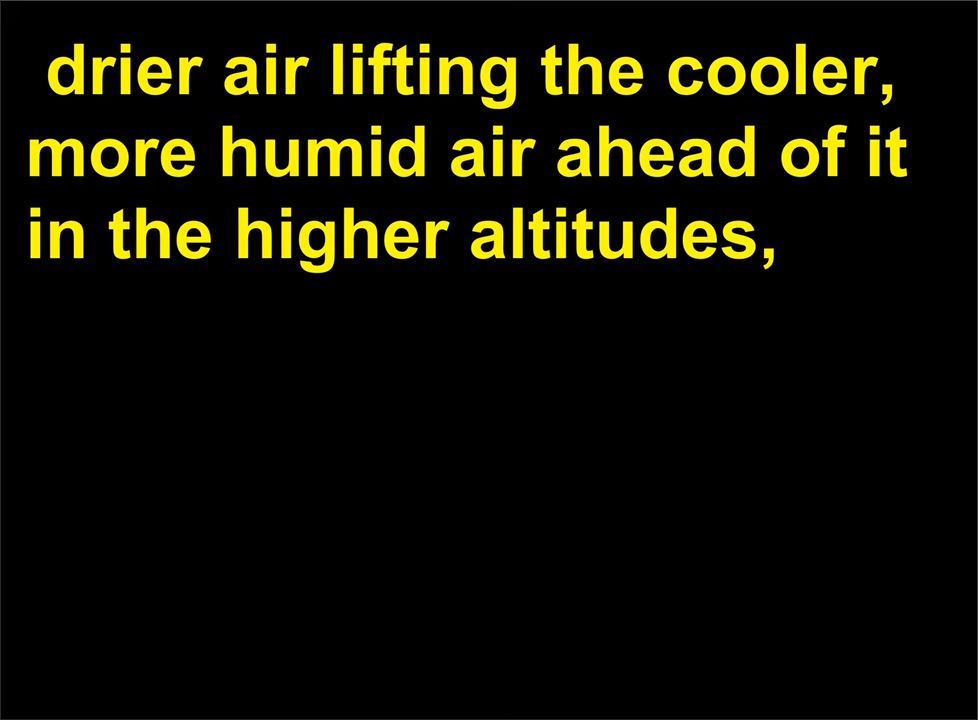 drier air lifting the cooler,
more humid air ahead of it
in the higher altitudes,